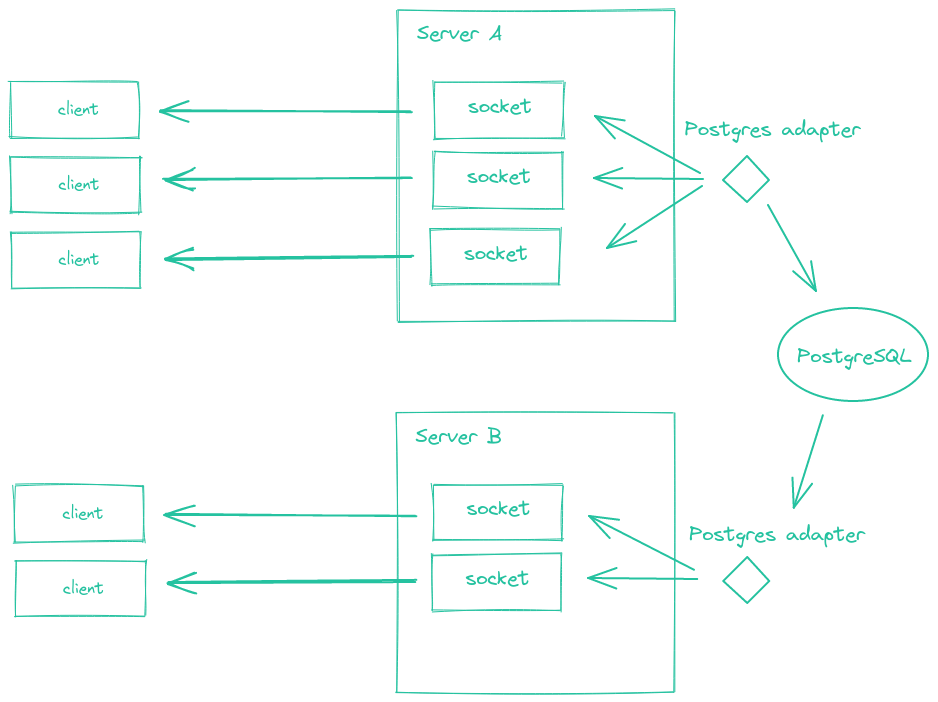 Server A
client
socket
Postgres adapter
client
socket
client
socket
PostgreSQL
Server B
client
socket
Postgres adapter
client
socket